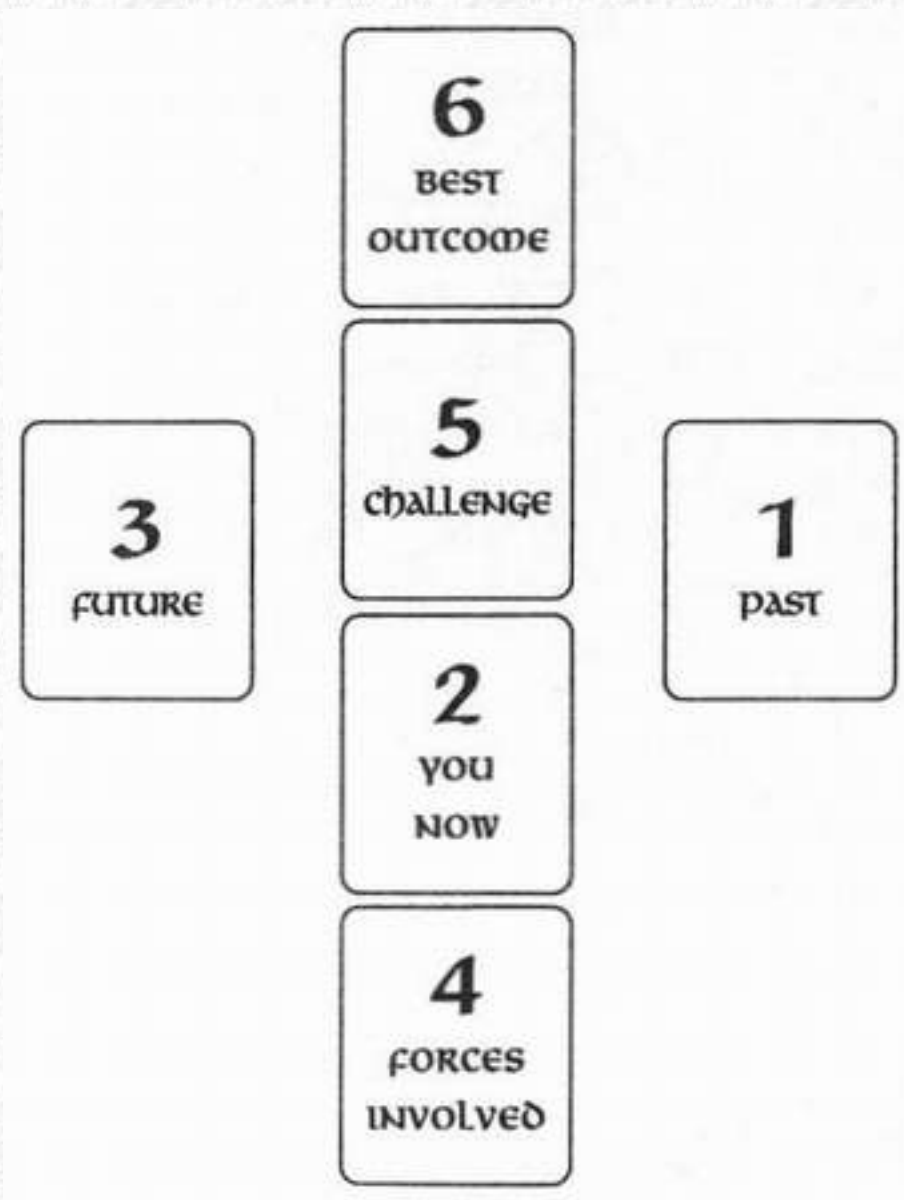 6
BEST
OUTCOME
5
CHALLENGE
3
FUTURE
1
PAST
2
YOU
NOW
4
FORCES
INVOLVED